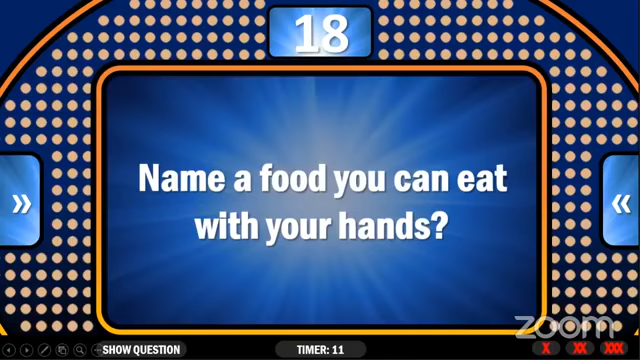 18
Name a food you can eat
with your hands?
»
«
zoom
SHOW QUESTION
TIMER: 11
X
XX
XXX